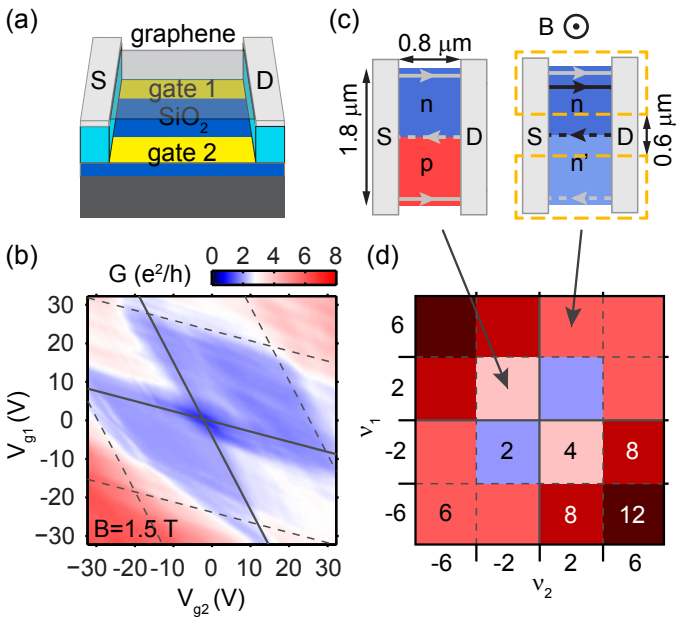 (a)
graphene
S
D
gate 1
SiO2
gate 2
(b)
G (e²/h)
0 2 4 6 8
30
20
10
0
-10
-20
−30
Vg1 (V)
B=1.5 T
−30 −20 -10 0 10 20 30
Vg2 (V)
(c)
0.8 μm
B
1.8 μm
S
n
p
D
S
n
n'
D
0.6 μm
(d)
6
2
-2
-6
ν1
2
4
8
6
8
12
-6 -2 2 6
ν2